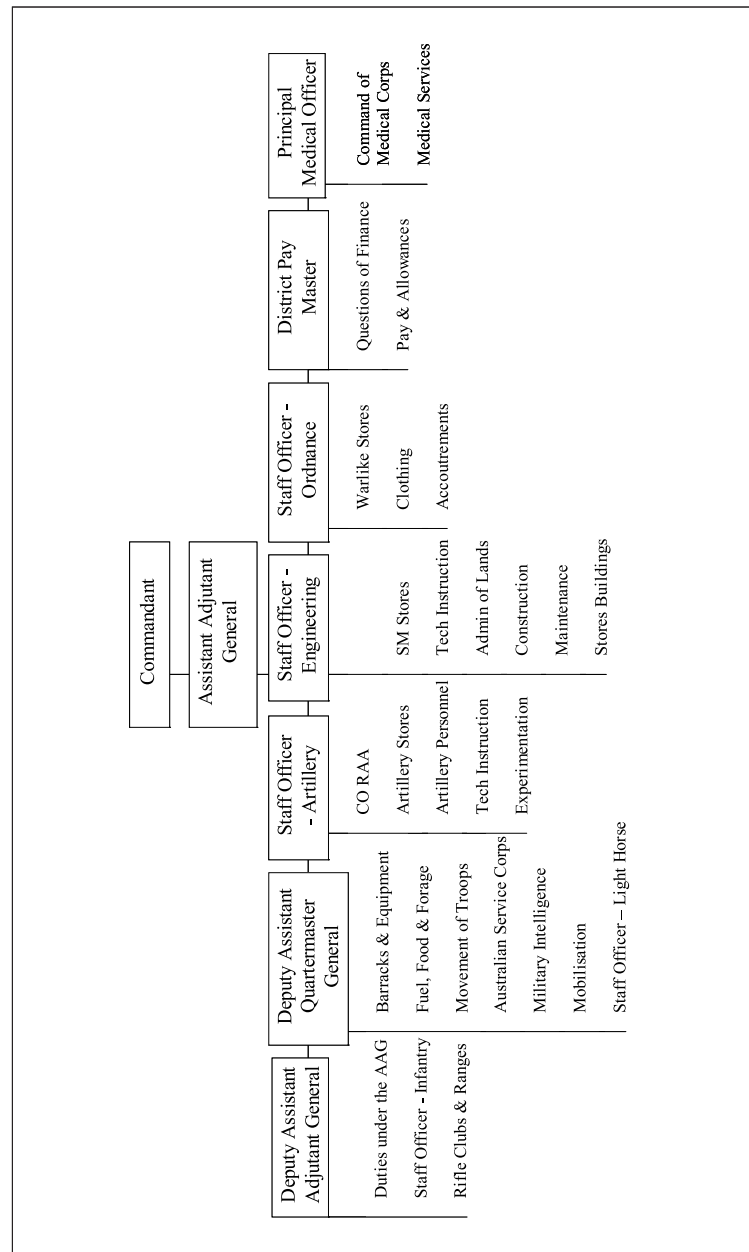 Commandant
Assistant Adjutant
General
Deputy Assistant
Adjutant General
Duties under the AAG
Staff Officer - Infantry
Rifle Clubs & Ranges
Deputy Assistant
Quartermaster
General
Barracks & Equipment
Fuel, Food & Forage
Movement of Troops
Australian Service Corps
Military Intelligence
Mobilisation
Staff Officer – Light Horse
Staff Officer
- Artillery
CO RAA
Artillery Stores
Artillery Personnel
Tech Instruction
Experimentation
Staff Officer -
Engineering
SM Stores
Tech Instruction
Admin of Lands
Construction
Maintenance
Stores Buildings
Staff Officer -
Ordnance
Warlike Stores
Clothing
Accoutrements
District Pay
Master
Questions of Finance
Pay & Allowances
Principal
Medical Officer
Command of
Medical Corps
Medical Services